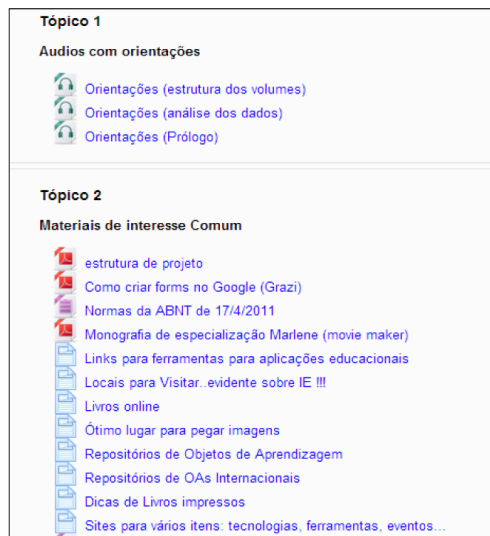 Tópico 1
Audios com orientações
Orientações (estrutura dos volumes)
Orientações (análise dos dados)
Orientações (Prólogo)
Tópico 2
Materiais de interesse Comum
estrutura de projeto
Como criar forms no Google (Grazi)
Normas da ABNT de 17/4/2011
Monografia de especialização Marlene (movie maker)
Links para ferramentas para aplicações educacionais
Locais para Visitar..evidente sobre IE !!!
Livros online
Ótimo lugar para pegar imagens
Repositórios de Objetos de Aprendizagem
Repositórios de OAs Internacionais
Dicas de Livros impressos
Sites para vários itens: tecnologias, ferramentas, eventos...